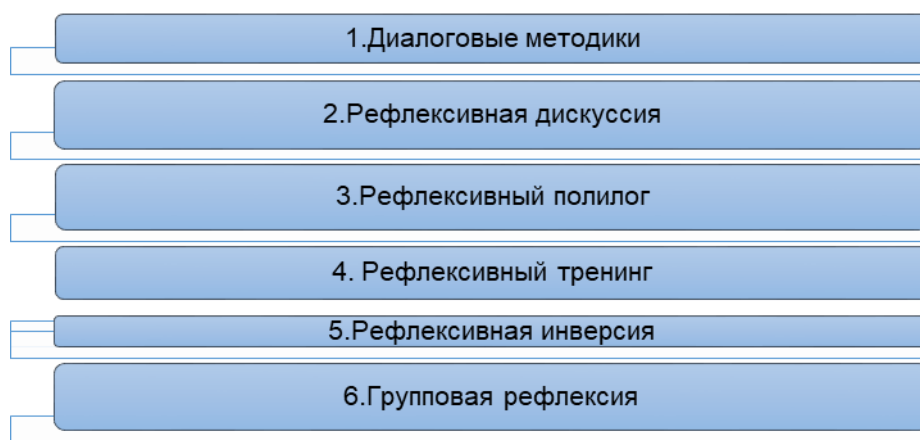 1.Диалоговые методики
2.Рефлексивная дискуссия
3.Рефлексивный полилог
4. Рефлексивный тренинг
5.Рефлексивная инверсия
6.Групповая рефлексия